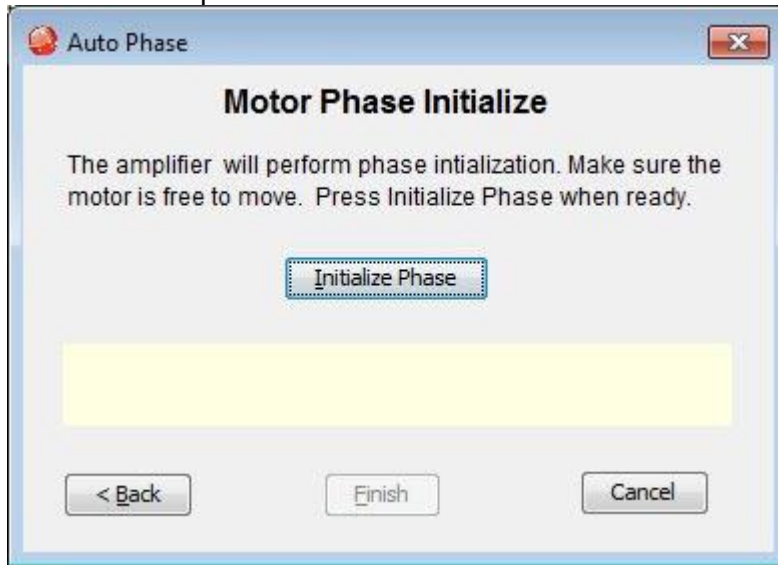 Auto Phase
Motor Phase Initialize
The amplifier will perform phase intialization. Make sure the
motor is free to move. Press Initialize Phase when ready.
Initialize Phase
< Back
Finish
Cancel